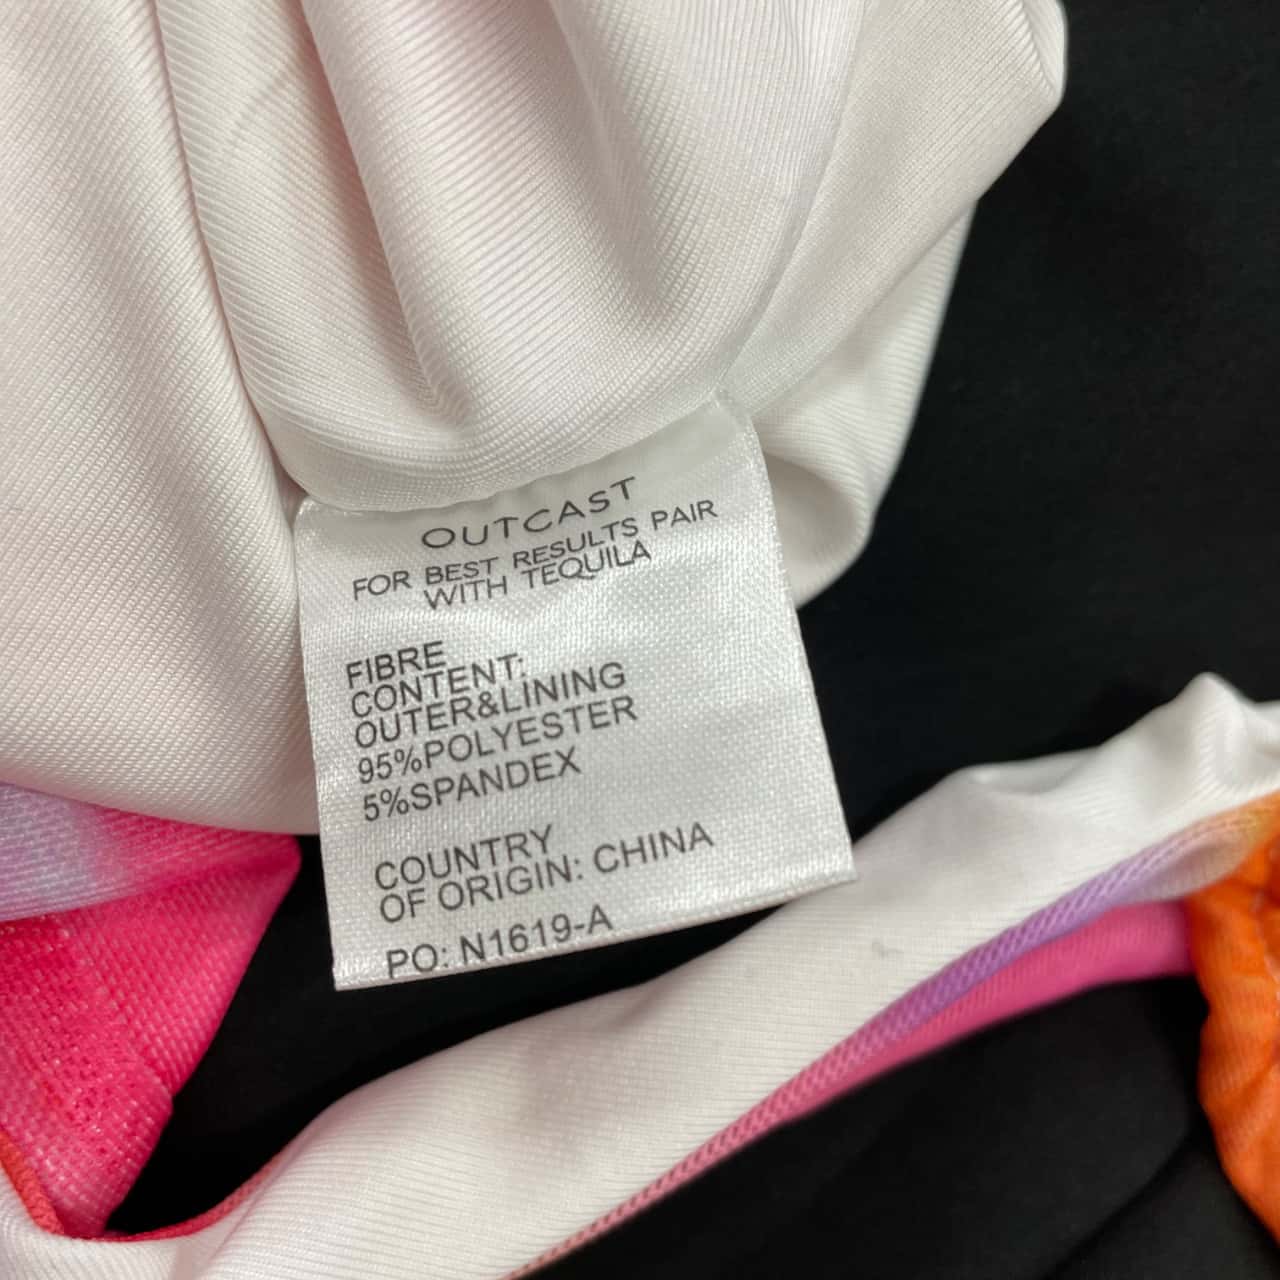 OUTCAST
FOR BEST RESULTS PAIR
WITH TEQUILA
FIBRE
CONTENT:
OUTER&LINING
95%POLYESTER
5%SPANDEX
COUNTRY
OF ORIGIN: CHINA
PO: N1619-A